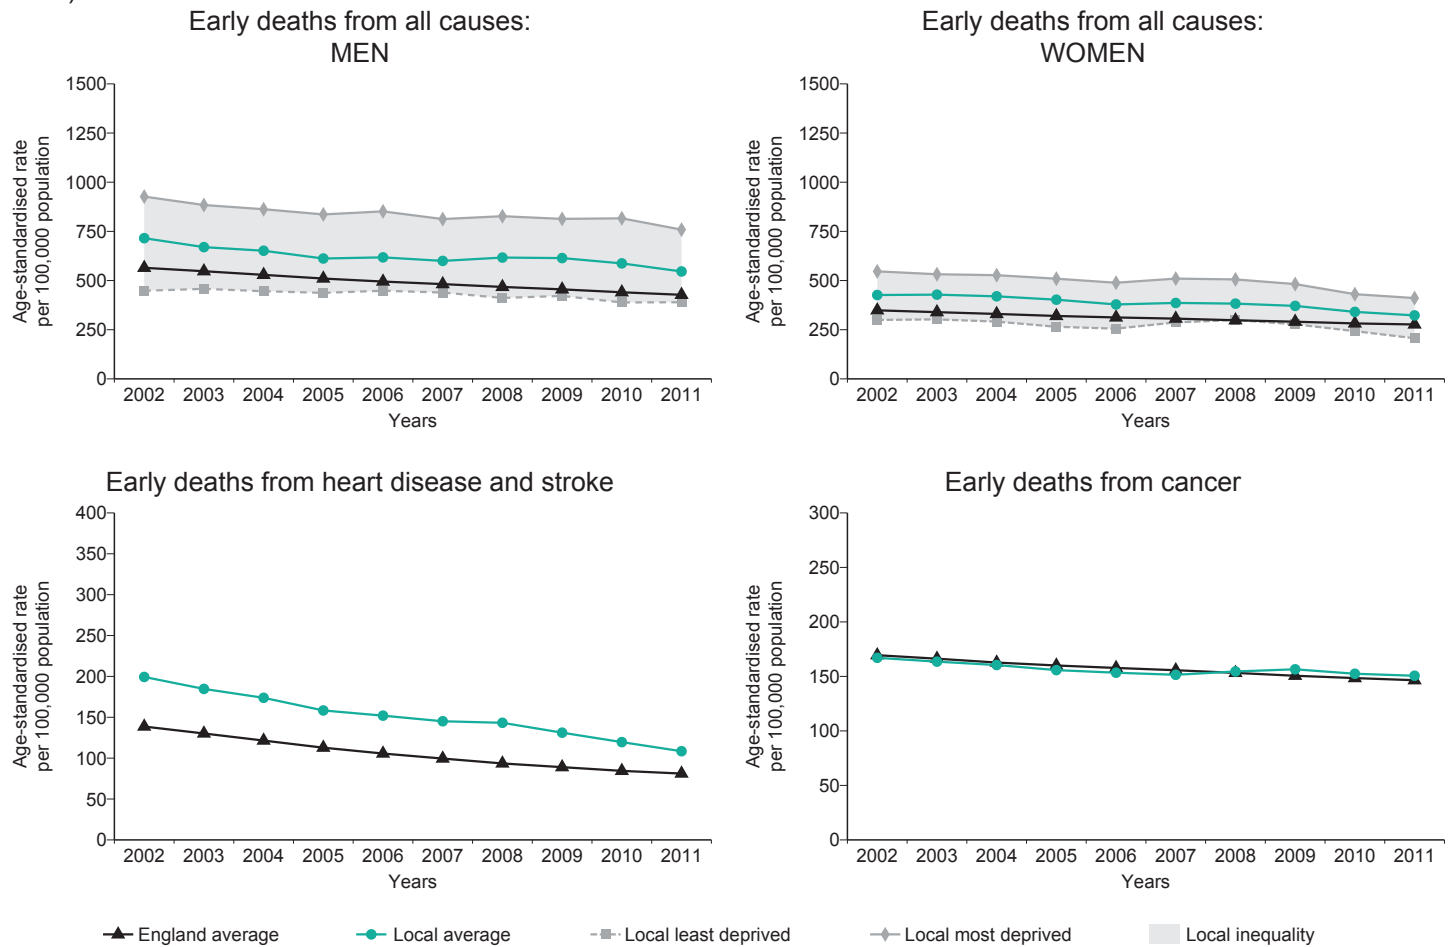 Early deaths from all causes:
MEN
1500
1250
1000
750
500
250
0
Age-standardised rate
per 100,000 population
2002 2003 2004 2005 2006 2007 2008 2009 2010 2011
Years
Early deaths from all causes:
WOMEN
1500
1250
1000
750
500
250
0
Age-standardised rate
per 100,000 population
2002 2003 2004 2005 2006 2007 2008 2009 2010 2011
Years
Early deaths from heart disease and stroke
400
350
300
250
200
150
100
50
0
Age-standardised rate
per 100,000 population
2002 2003 2004 2005 2006 2007 2008 2009 2010 2011
Years
Early deaths from cancer
300
250
200
150
100
50
0
Age-standardised rate
per 100,000 population
2002 2003 2004 2005 2006 2007 2008 2009 2010 2011
Years
England average Local average Local least deprived Local most deprived Local inequality